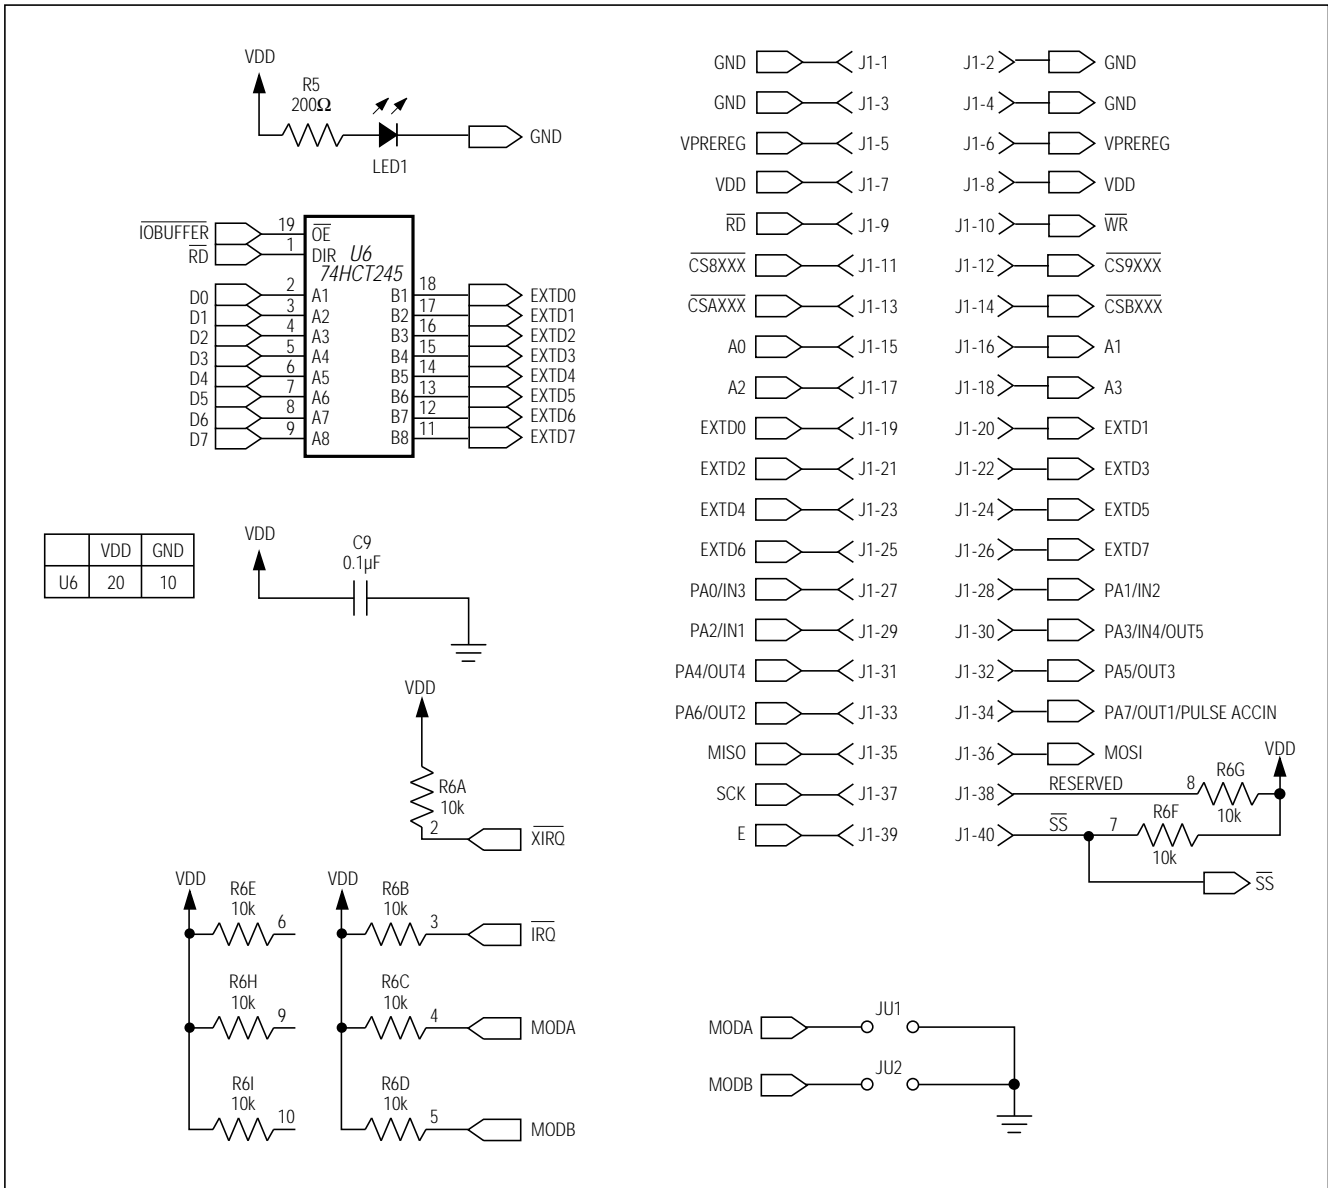 VDD
R5
200Ω
LED1
GND
IOBUFFER 19 OE
RD 1 DIR
U6
74HCT245
D0 2 A1 B1 18 EXTD0
D1 3 A2 B2 17 EXTD1
D2 4 A3 B3 16 EXTD2
D3 5 A4 B4 15 EXTD3
D4 6 A5 B5 14 EXTD4
D5 7 A6 B6 13 EXTD5
D6 8 A7 B7 12 EXTD6
D7 9 A8 B8 11 EXTD7
VDD GND
U6 20 10
VDD
C9
0.1µF
VDD
R6A
10k
2
XIRQ
VDD
R6E
10k
6
R6H
10k
9
R6I
10k
10
VDD
R6B
10k
3
IRQ
R6C
10k
4
MODA
R6D
10k
5
MODB
GND J1-1 J1-2 GND
GND J1-3 J1-4 GND
VPREREG J1-5 J1-6 VPREREG
VDD J1-7 J1-8 VDD
RD J1-9 J1-10 WR
CS8XXX J1-11 J1-12 CS9XXX
CSAXXX J1-13 J1-14 CSBXXX
A0 J1-15 J1-16 A1
A2 J1-17 J1-18 A3
EXTD0 J1-19 J1-20 EXTD1
EXTD2 J1-21 J1-22 EXTD3
EXTD4 J1-23 J1-24 EXTD5
EXTD6 J1-25 J1-26 EXTD7
PA0/IN3 J1-27 J1-28 PA1/IN2
PA2/IN1 J1-29 J1-30 PA3/IN4/OUT5
PA4/OUT4 J1-31 J1-32 PA5/OUT3
PA6/OUT2 J1-33 J1-34 PA7/OUT1/PULSE ACCIN
MISO J1-35 J1-36 MOSI
SCK J1-37 J1-38 RESERVED 8 R6G
10k
VDD
E J1-39 J1-40 SS 7 R6F
10k
SS
MODA JU1
MODB JU2